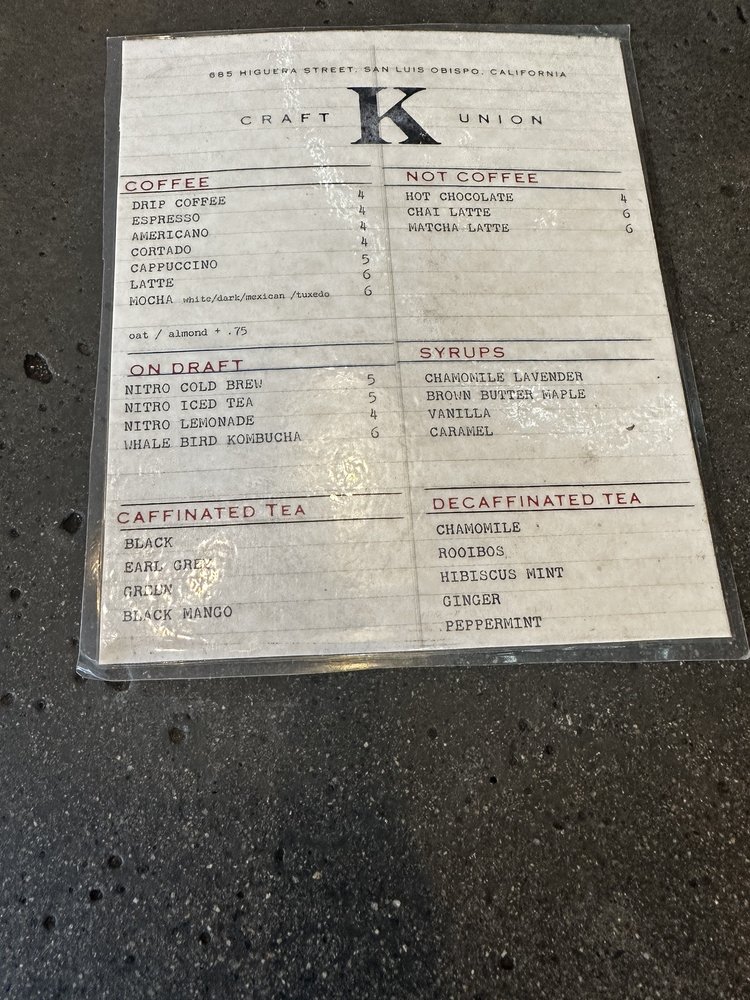 685 HIGUERA STREET, SAN LUIS OBISPO, CALIFORNIA
CRAFT K UNION
COFFEE
DRIP COFFEE 4
ESPRESSO 4
AMERICANO 4
CORTADO 4
CAPPUCCINO 5
LATTE 6
MOCHA white/dark/mexican /tuxedo 6
oat / almond + .75
NOT COFFEE
HOT CHOCOLATE 4
CHAI LATTE 6
MATCHA LATTE 6
ON DRAFT
NITRO COLD BREW 5
NITRO ICED TEA 5
NITRO LEMONADE 4
WHALE BIRD KOMBUCHA 6
SYRUPS
CHAMOMILE LAVENDER
BROWN BUTTER MAPLE
VANILLA
CARAMEL
CAFFINATED TEA
BLACK
EARL GREY
GREEN
BLACK MANGO
DECAFFINATED TEA
CHAMOMILE
ROOIBOS
HIBISCUS MINT
GINGER
PEPPERMINT